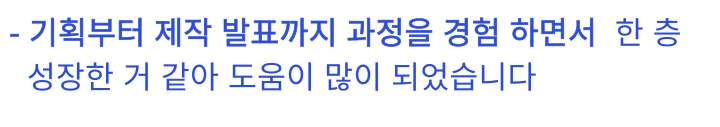 - 기획부터 제작 발표까지 과정을 경험 하면서 한 층
성장한 거 같아 도움이 많이 되었습니다